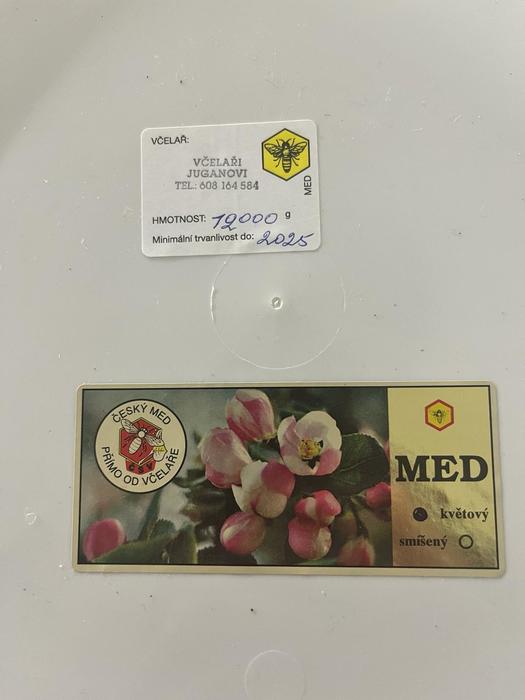 VČELAŘ:
VČELAŘI
JUGANOVI
TEL.: 608 164 584
MED
HMOTNOST: 12000 g
Minimální trvanlivost do: 2025
ČESKÝ MED
PŘÍMO OD VČELAŘE
ČSV
MED
květový
smíšený